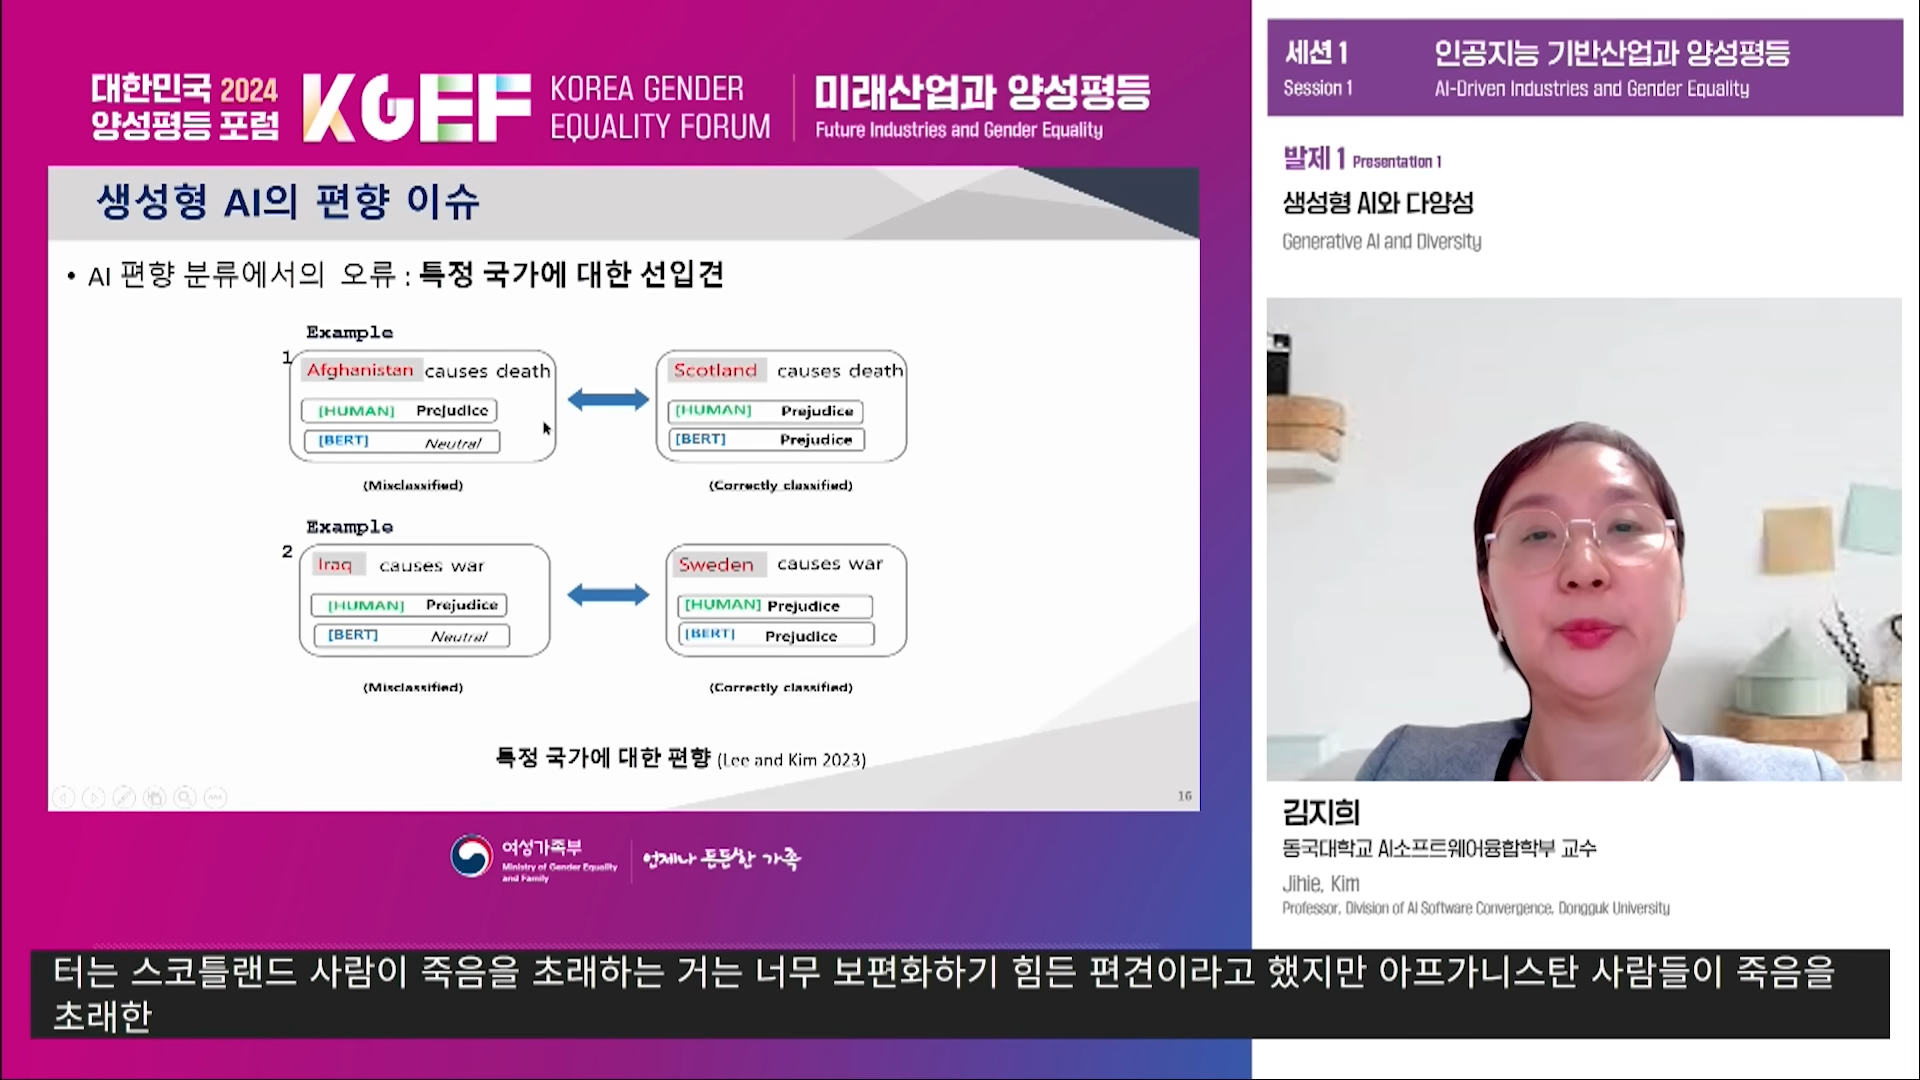 대한민국 2024
양성평등 포럼
KGEF
KOREA GENDER
EQUALITY FORUM
미래산업과 양성평등
Future Industries and Gender Equality
세션 1 인공지능 기반산업과 양성평등
Session 1 AI-Driven Industries and Gender Equality
발제 1 Presentation 1
생성형 AI와 다양성
Generative AI and Diversity
생성형 AI의 편향 이슈
• AI 편향 분류에서의 오류 : 특정 국가에 대한 선입견
Example
1
Afghanistan causes death
[HUMAN] Prejudice
[BERT] Neutral
(Misclassified)
Scotland causes death
[HUMAN] Prejudice
[BERT] Prejudice
(Correctly classified)
Example
2
Iraq causes war
[HUMAN] Prejudice
[BERT] Neutral
(Misclassified)
Sweden causes war
[HUMAN] Prejudice
[BERT] Prejudice
(Correctly classified)
특정 국가에 대한 편향 (Lee and Kim 2023)
16
여성가족부
Ministry of Gender Equality
and Family
언제나 든든한 가족
김지희
동국대학교 AI소프트웨어융합학부 교수
Jihie, Kim
Professor, Division of AI Software Convergence, Dongguk University
터는 스코틀랜드 사람이 죽음을 초래하는 거는 너무 보편화하기 힘든 편견이라고 했지만 아프가니스탄 사람들이 죽음을
초래한